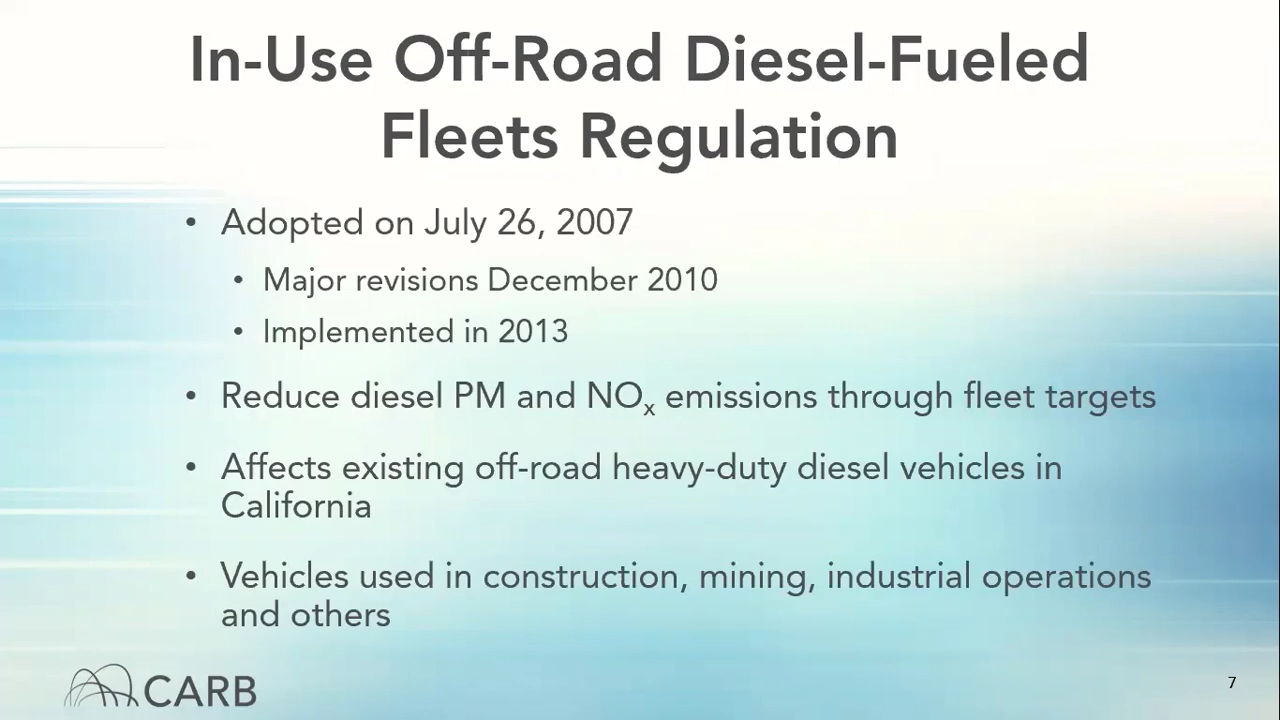 In-Use Off-Road Diesel-Fueled
Fleets Regulation
• Adopted on July 26, 2007
• Major revisions December 2010
• Implemented in 2013
• Reduce diesel PM and NOx emissions through fleet targets
• Affects existing off-road heavy-duty diesel vehicles in
California
• Vehicles used in construction, mining, industrial operations
and others
CARB
7